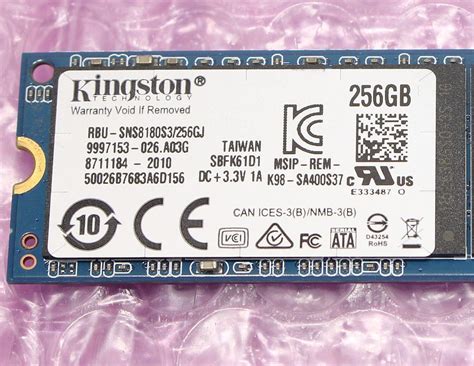 Kingston®
TECHNOLOGY
Warranty Void If Removed
256GB
RBU-SNS8180S3/256GJ
9997153-026.A03G
8711184-2010
50026B7683A6D156
TAIWAN
SBFK61D1
DC+3.3V 1A
MSIP-REM-
K98-SA400S37
E333487 O
10
CAN ICES-3(B)/NMB-3(B)
VCI
CE
SERIAL
ATA
D43254
RoHS